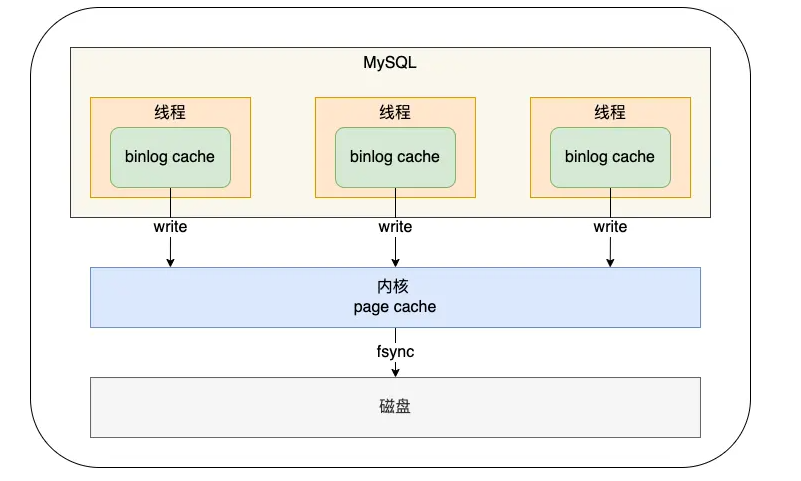 MySQL
线程
线程
线程
binlog cache
binlog cache
binlog cache
write
write
write
内核
page cache
fsync
磁盘